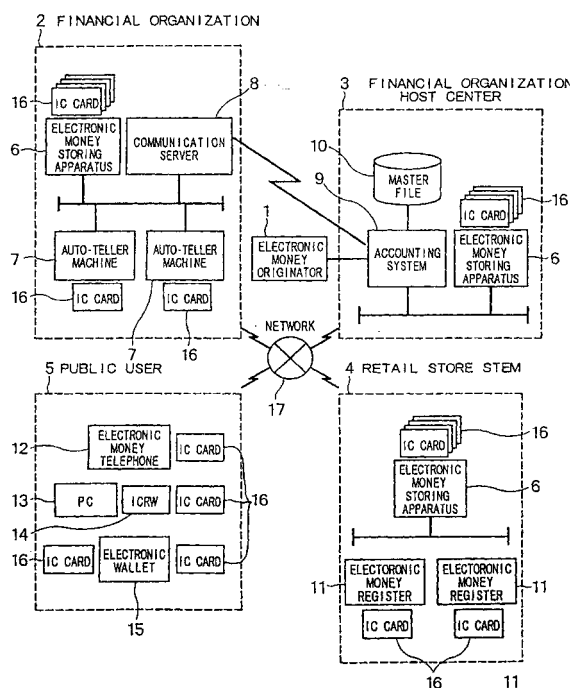 2 FINANCIAL ORGANIZATION
16
IC CARD
6
ELECTRONIC
MONEY
STORING
APPARATUS
8
COMMUNICATION
SERVER
7
AUTO-TELLER
MACHINE
AUTO-TELLER
MACHINE
16
IC CARD
IC CARD
7
16
3 FINANCIAL ORGANIZATION
HOST CENTER
10
MASTER
FILE
9
16
IC CARD
1
ELECTRONIC
MONEY
ORIGINATOR
ACCOUNTING
SYSTEM
ELECTRONIC
MONEY
STORING
APPARATUS
6
NETWORK
17
5 PUBLIC USER
12
ELECTRONIC
MONEY
TELEPHONE
IC CARD
13
PC
ICRW
IC CARD
16
14
16
IC CARD
ELECTRONIC
WALLET
IC CARD
15
4 RETAIL STORE STEM
IC CARD
16
ELECTRONIC
MONEY
STORING
APPARATUS
6
11
ELECTORONIC
MONEY
REGISTER
ELECTORONIC
MONEY
REGISTER
11
IC CARD
IC CARD
16
11